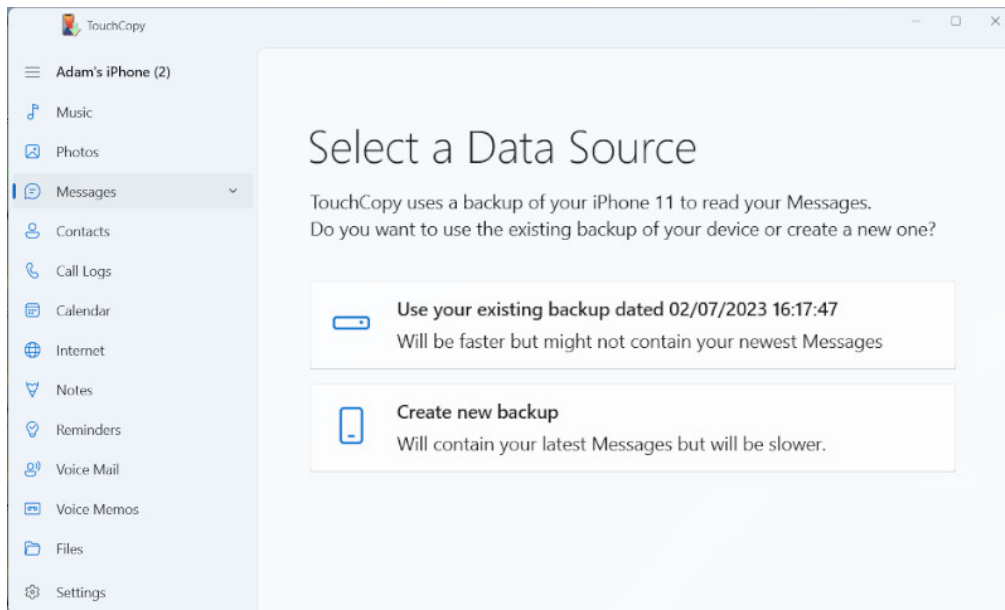 TouchCopy
Adam's iPhone (2)
Music
Photos
Messages
Contacts
Call Logs
Calendar
Internet
Notes
Reminders
Voice Mail
Voice Memos
Files
Settings
Select a Data Source
TouchCopy uses a backup of your iPhone 11 to read your Messages.
Do you want to use the existing backup of your device or create a new one?
Use your existing backup dated 02/07/2023 16:17:47
Will be faster but might not contain your newest Messages
Create new backup
Will contain your latest Messages but will be slower.